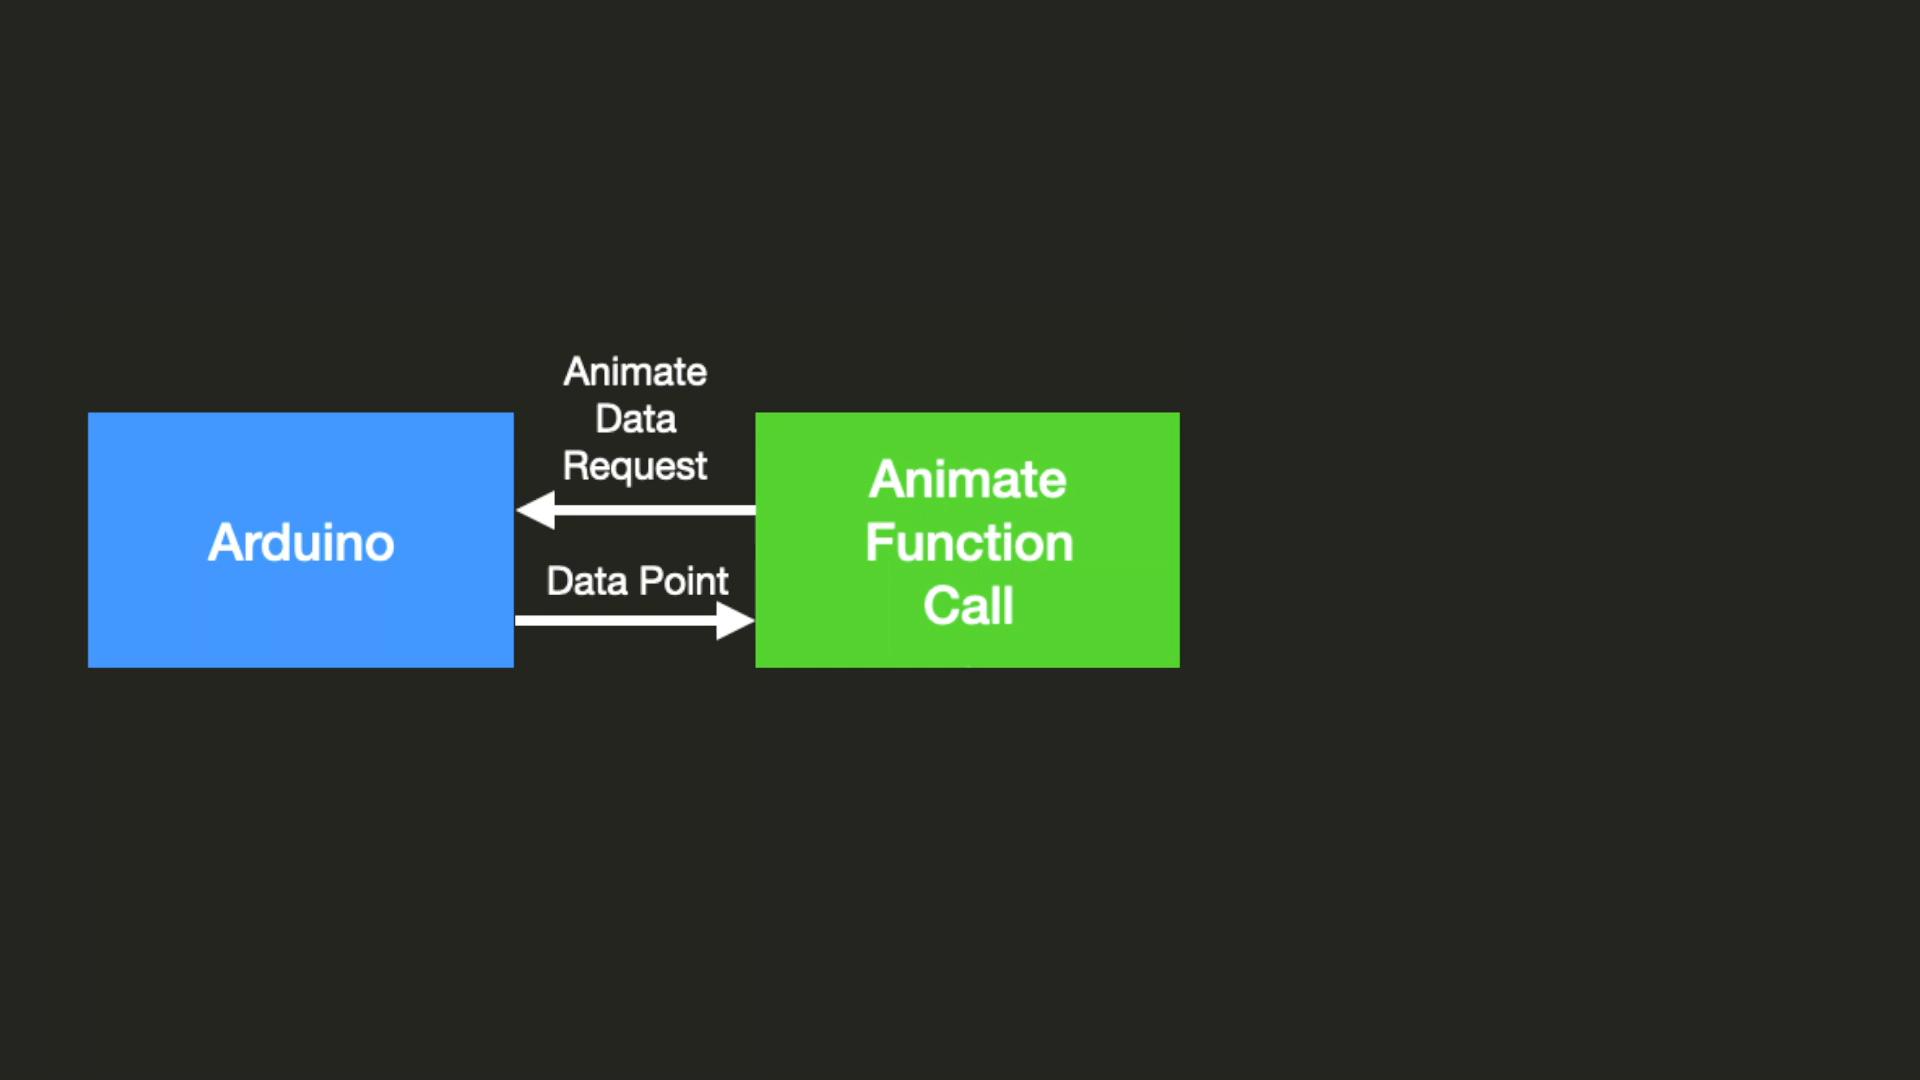 Arduino
Animate
Data
Request
Data Point
Animate
Function
Call